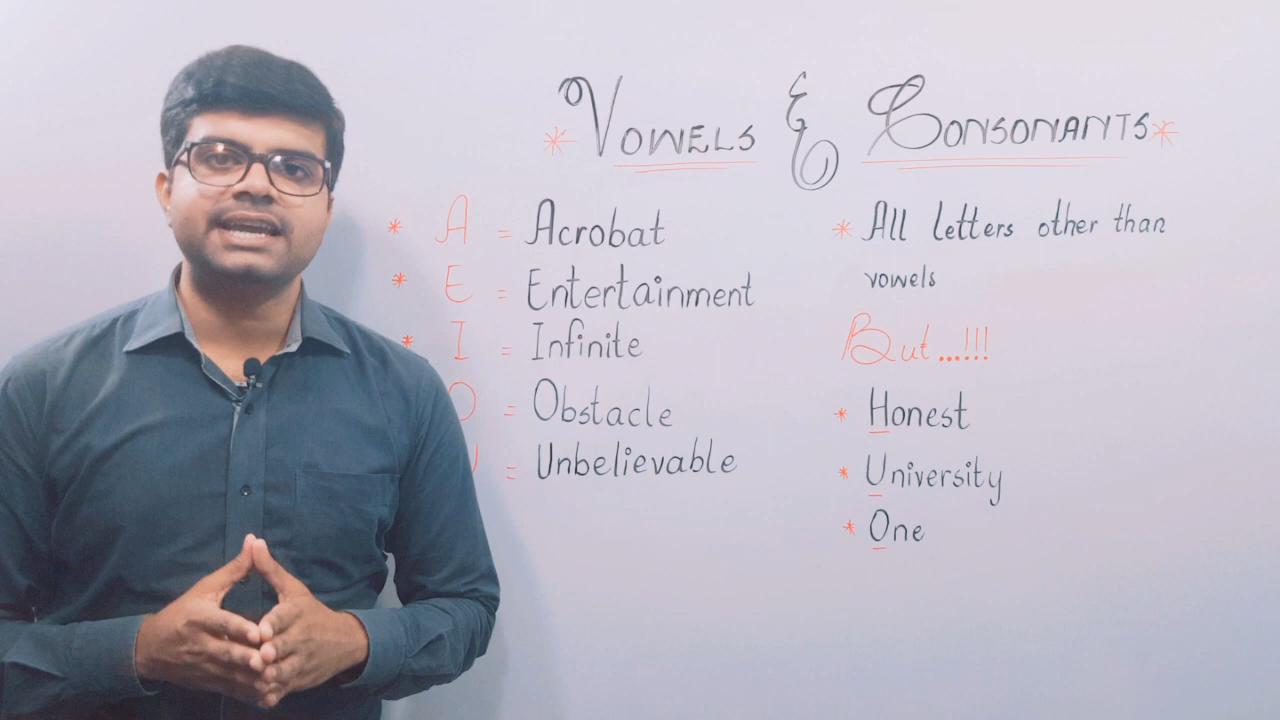 * VOWELS & CONSONANTS *
* A = Acrobat
* E = Entertainment
* I = Infinite
O = Obstacle
U = Unbelievable
* All letters other than
vowels
But...!!!
* Honest
* University
* One